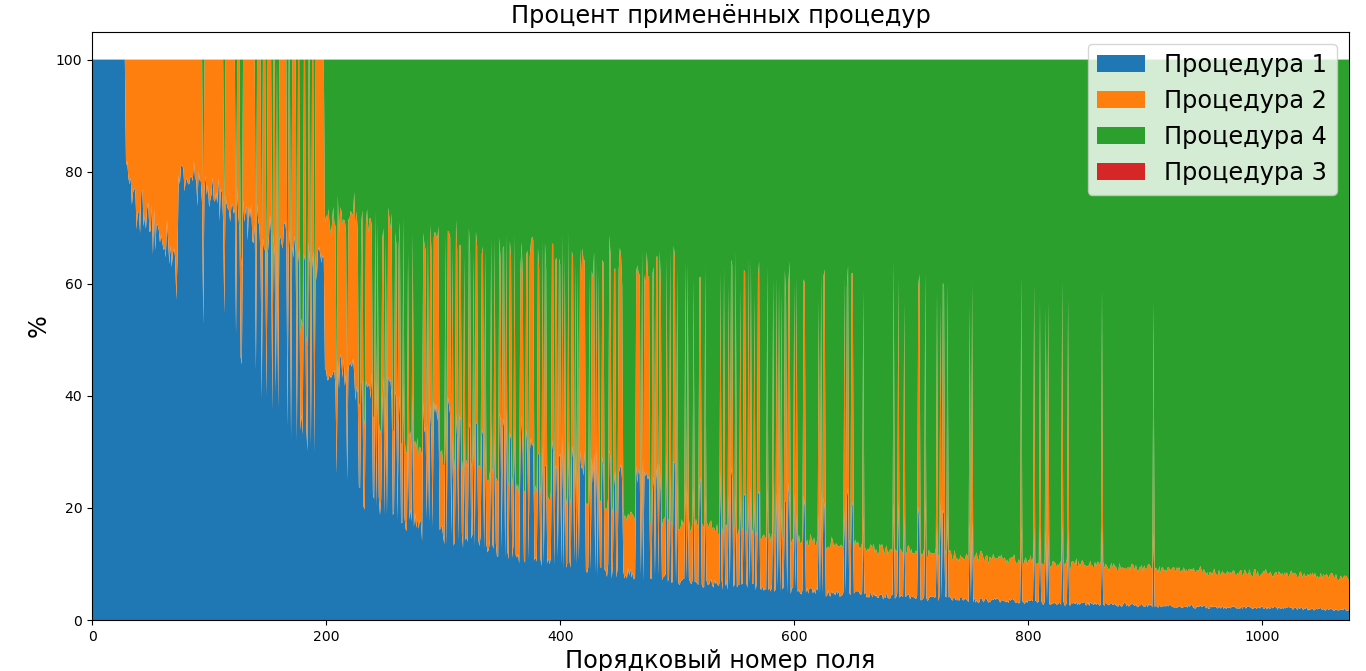 Процент применённых процедур
100
80
60
40
20
0
%
0 200 400 600 800 1000
Порядковый номер поля
Процедура 1
Процедура 2
Процедура 4
Процедура 3